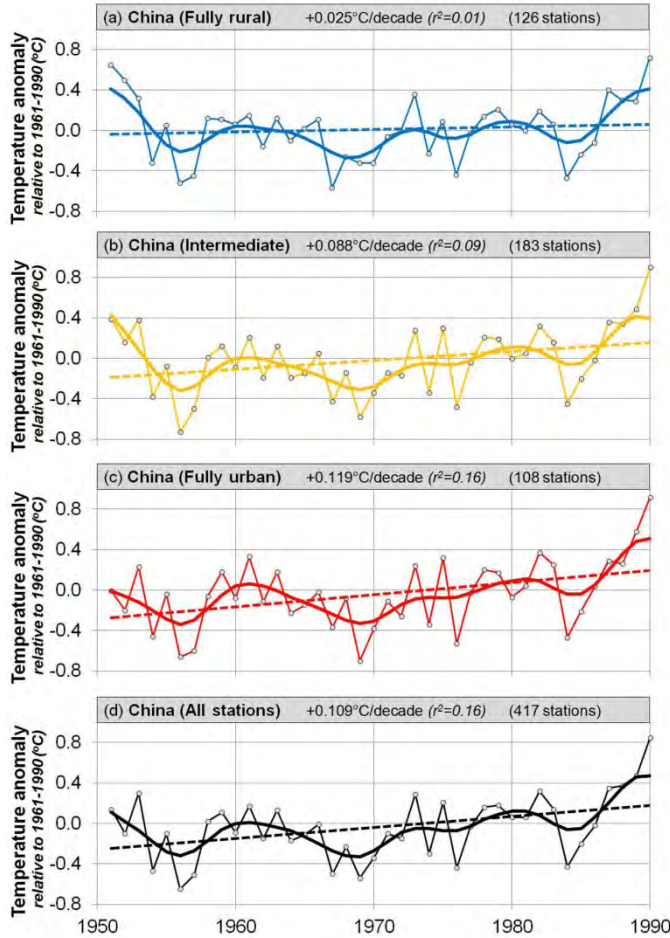 (a) China (Fully rural) +0.025°C/decade (r²=0.01) (126 stations)
Temperature anomaly
relative to 1961-1990 (°C)
0.8
0.4
0.0
-0.4
-0.8
(b) China (Intermediate) +0.088°C/decade (r²=0.09) (183 stations)
Temperature anomaly
relative to 1961-1990 (°C)
0.8
0.4
0.0
-0.4
-0.8
(c) China (Fully urban) +0.119°C/decade (r²=0.16) (108 stations)
Temperature anomaly
relative to 1961-1990 (°C)
0.8
0.4
0.0
-0.4
-0.8
(d) China (All stations) +0.109°C/decade (r²=0.16) (417 stations)
Temperature anomaly
relative to 1961-1990 (°C)
0.8
0.4
0.0
-0.4
-0.8
1950 1960 1970 1980 1990